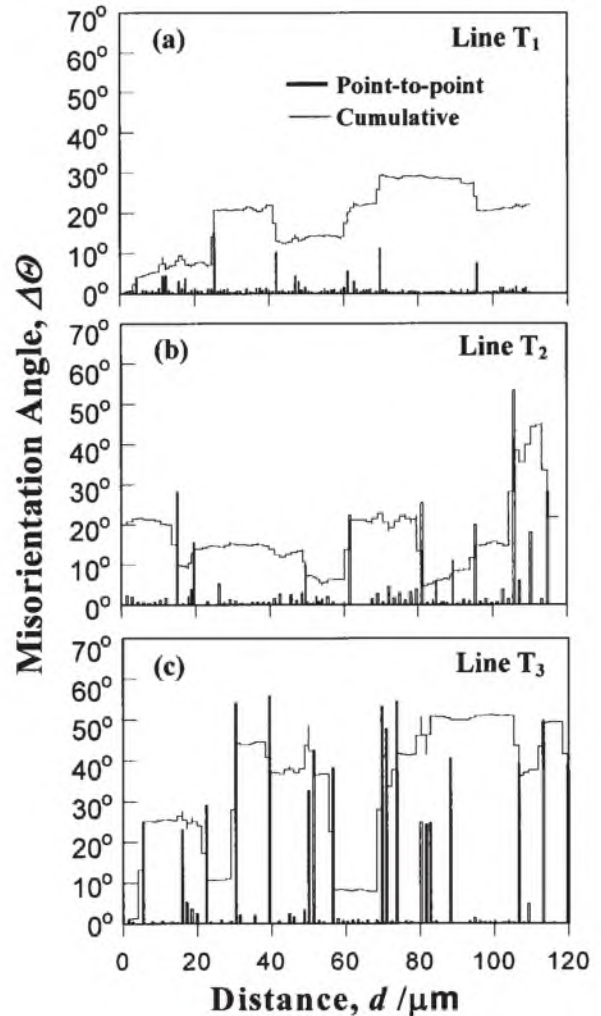 Misorientation Angle, ΔΘ
(a)
Line T₁
Point-to-point
Cumulative
70°
60°
50°
40°
30°
20°
10°
0°
(b)
Line T₂
70°
60°
50°
40°
30°
20°
10°
0°
(c)
Line T₃
70°
60°
50°
40°
30°
20°
10°
0°
0 20 40 60 80 100 120
Distance, d /μm